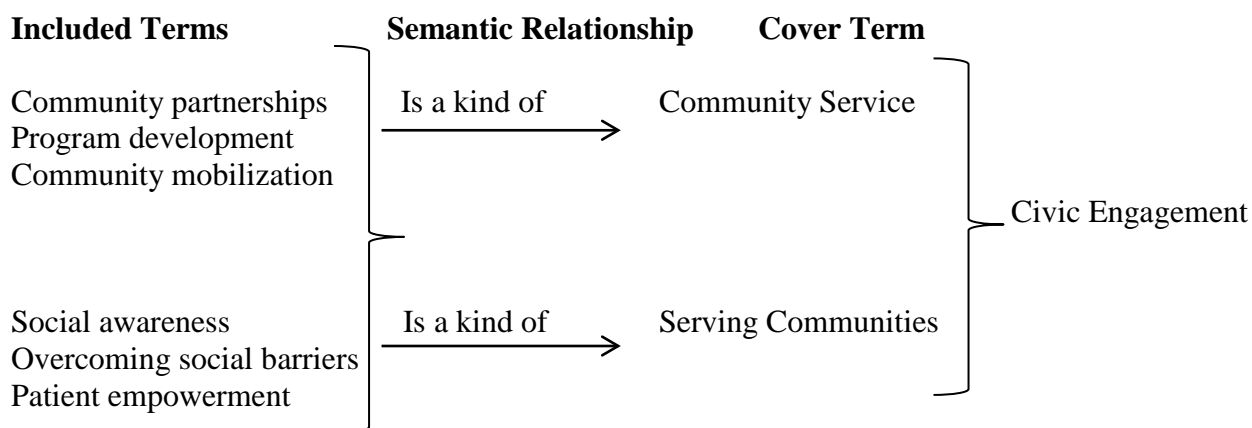 Included Terms Semantic Relationship Cover Term
Community partnerships Is a kind of Community Service
Program development
Community mobilization
Civic Engagement
Social awareness Is a kind of Serving Communities
Overcoming social barriers
Patient empowerment